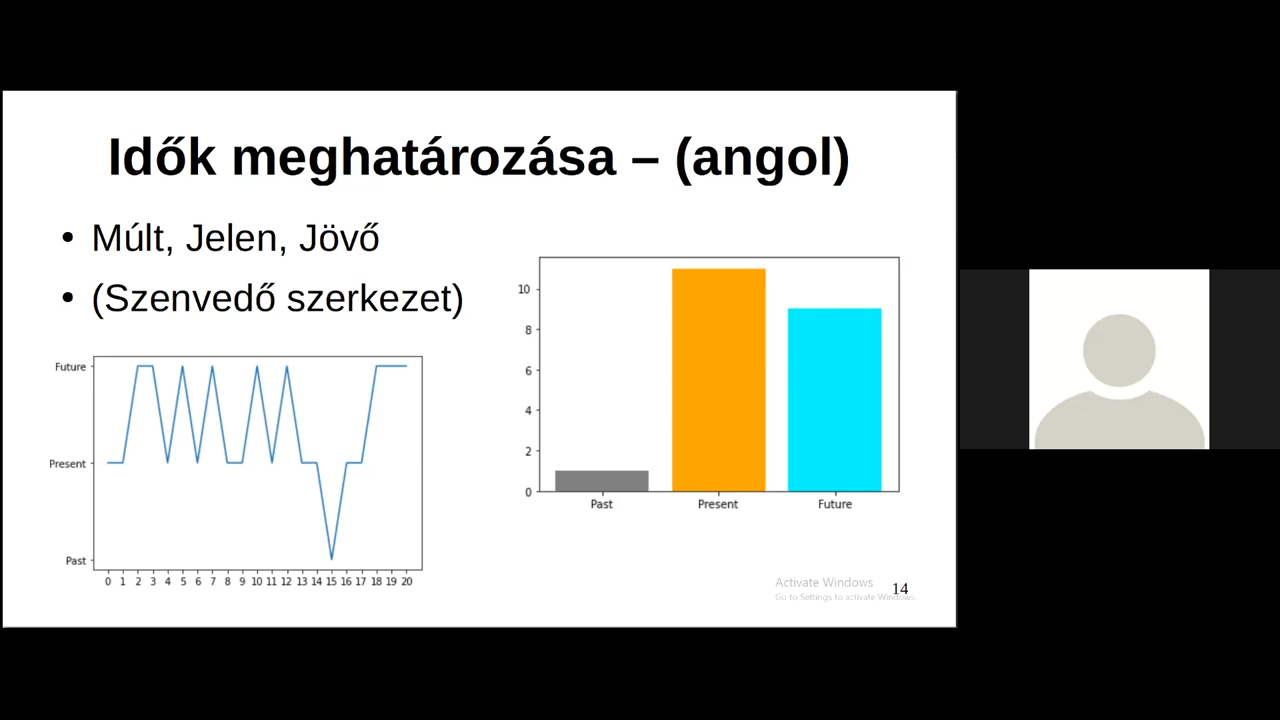 Idők meghatározása – (angol)
• Múlt, Jelen, Jövő
• (Szenvedő szerkezet)
Future
Present
Past
0 1 2 3 4 5 6 7 8 9 10 11 12 13 14 15 16 17 18 19 20
10
8
6
4
2
0
Past Present Future
Activate Windows
Go to Settings to activate Windows.
14